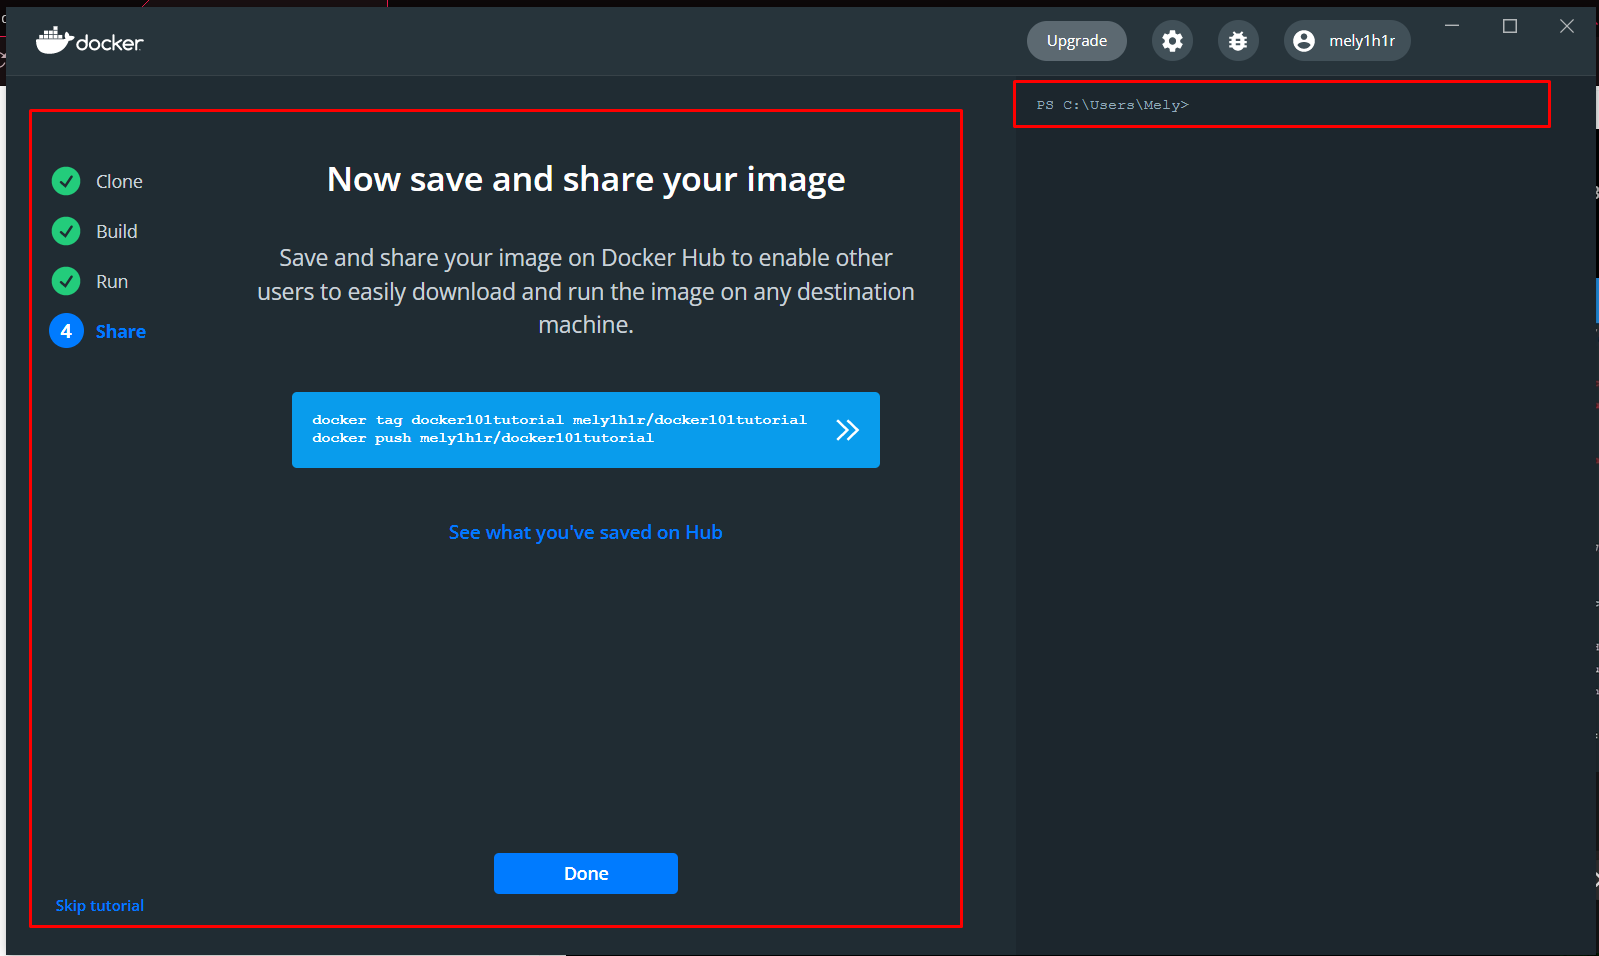 docker
Upgrade
mely1h1r
Clone
Build
Run
4 Share
Now save and share your image
Save and share your image on Docker Hub to enable other
users to easily download and run the image on any destination
machine.
docker tag docker101tutorial mely1h1r/docker101tutorial
docker push mely1h1r/docker101tutorial
See what you've saved on Hub
Done
Skip tutorial
PS C:\Users\Mely>